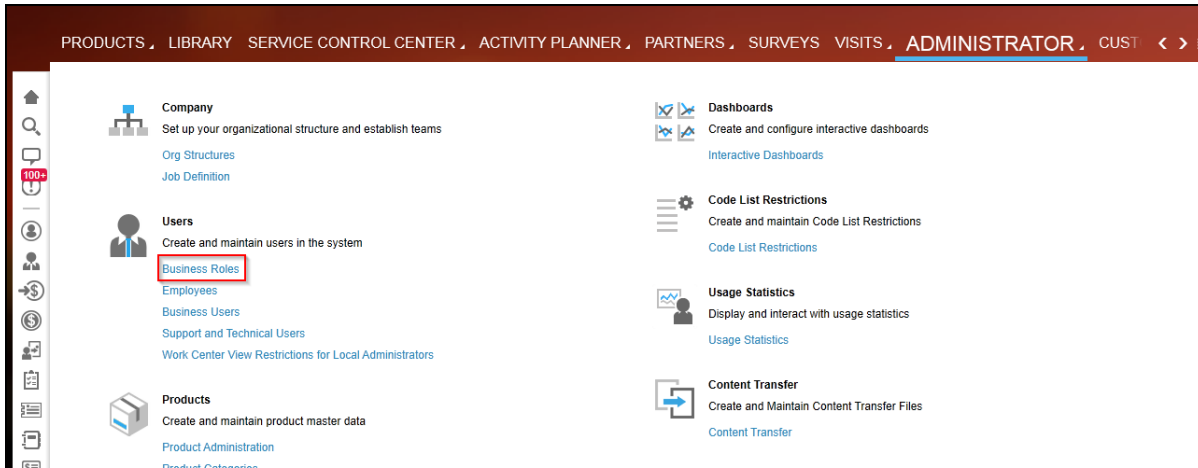 PRODUCTS LIBRARY SERVICE CONTROL CENTER ACTIVITY PLANNER PARTNERS SURVEYS VISITS ADMINISTRATOR CUST
100+
Company
Set up your organizational structure and establish teams
Org Structures
Job Definition
Users
Create and maintain users in the system
Business Roles
Employees
Business Users
Support and Technical Users
Work Center View Restrictions for Local Administrators
Products
Create and maintain product master data
Product Administration
Product Categories
Dashboards
Create and configure interactive dashboards
Interactive Dashboards
Code List Restrictions
Create and maintain Code List Restrictions
Code List Restrictions
Usage Statistics
Display and interact with usage statistics
Usage Statistics
Content Transfer
Create and Maintain Content Transfer Files
Content Transfer